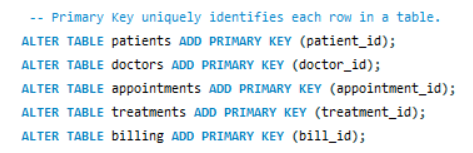 -- Primary Key uniquely identifies each row in a table.
ALTER TABLE patients ADD PRIMARY KEY (patient_id);
ALTER TABLE doctors ADD PRIMARY KEY (doctor_id);
ALTER TABLE appointments ADD PRIMARY KEY (appointment_id);
ALTER TABLE treatments ADD PRIMARY KEY (treatment_id);
ALTER TABLE billing ADD PRIMARY KEY (bill_id);